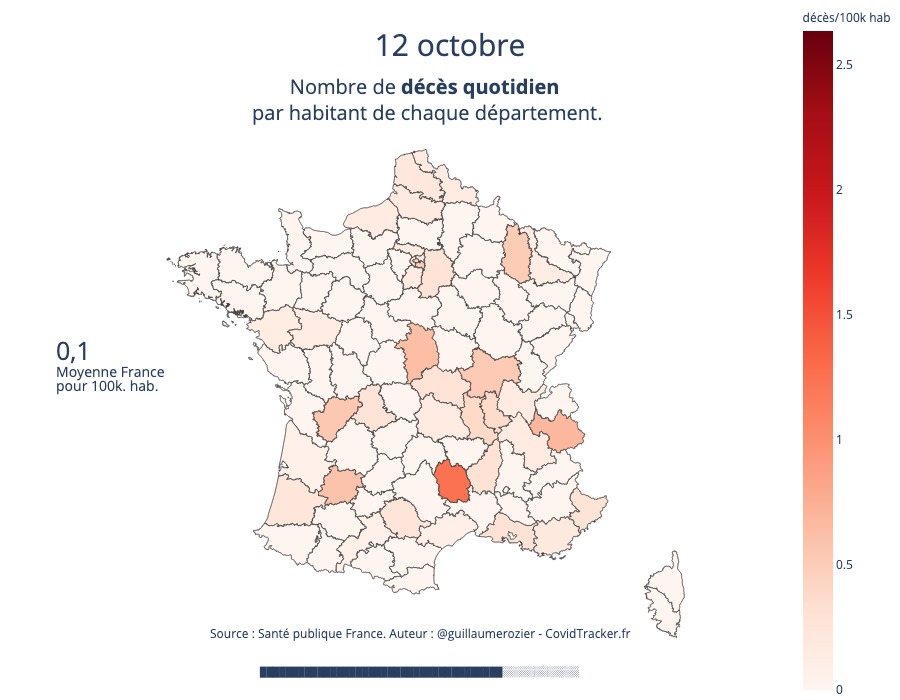 décès/100k hab
12 octobre
Nombre de décès quotidien
par habitant de chaque département.
2.5
2
1.5
1
0.5
0
0,1
Moyenne France
pour 100k. hab.
Source : Santé publique France. Auteur : @guillaumerozier - CovidTracker.fr